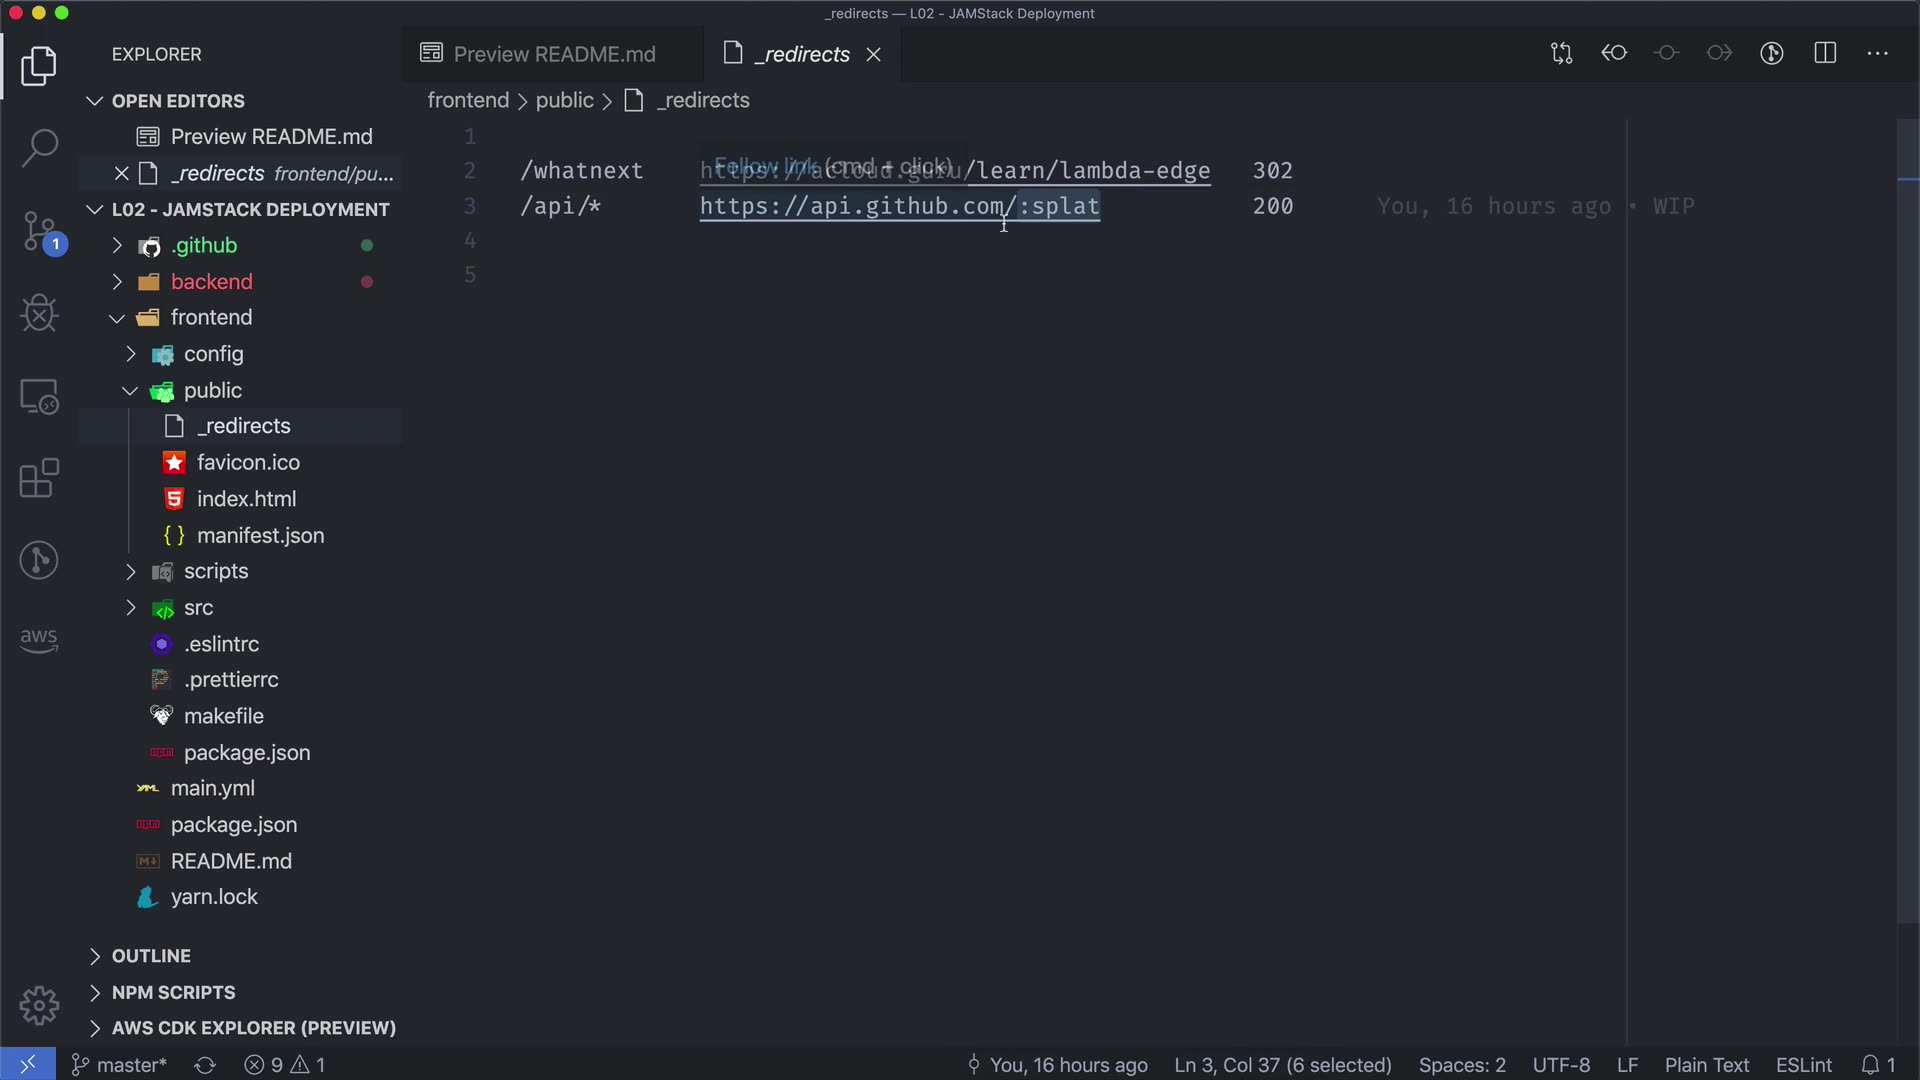 _redirects — L02 - JAMStack Deployment
EXPLORER
Preview README.md
_redirects
OPEN EDITORS
Preview README.md
_redirects frontend/pu...
L02 - JAMSTACK DEPLOYMENT
.github
backend
frontend
config
public
_redirects
favicon.ico
index.html
manifest.json
scripts
src
.eslintrc
.prettierrc
makefile
package.json
main.yml
package.json
README.md
yarn.lock
OUTLINE
NPM SCRIPTS
AWS CDK EXPLORER (PREVIEW)
1
aws
frontend > public > _redirects
1
2 /whatnext https://acloud.guru/learn/lambda-edge 302
Follow link (cmd + click)
3 /api/* https://api.github.com/:splat 200 You, 16 hours ago • WIP
4
5
master* 9 1 You, 16 hours ago Ln 3, Col 37 (6 selected) Spaces: 2 UTF-8 LF Plain Text ESLint 1